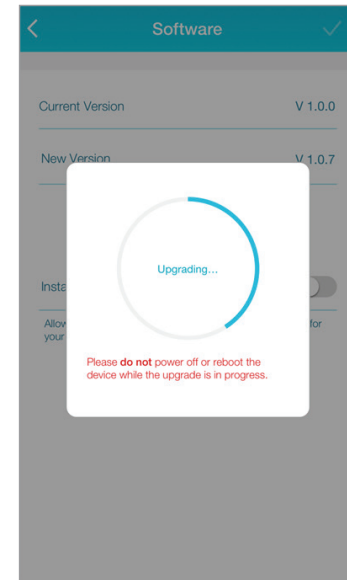 Software
Current Version V 1.0.0
New Version V 1.0.7
Upgrading...
Insta
Allow for
your
Please do not power off or reboot the
device while the upgrade is in progress.